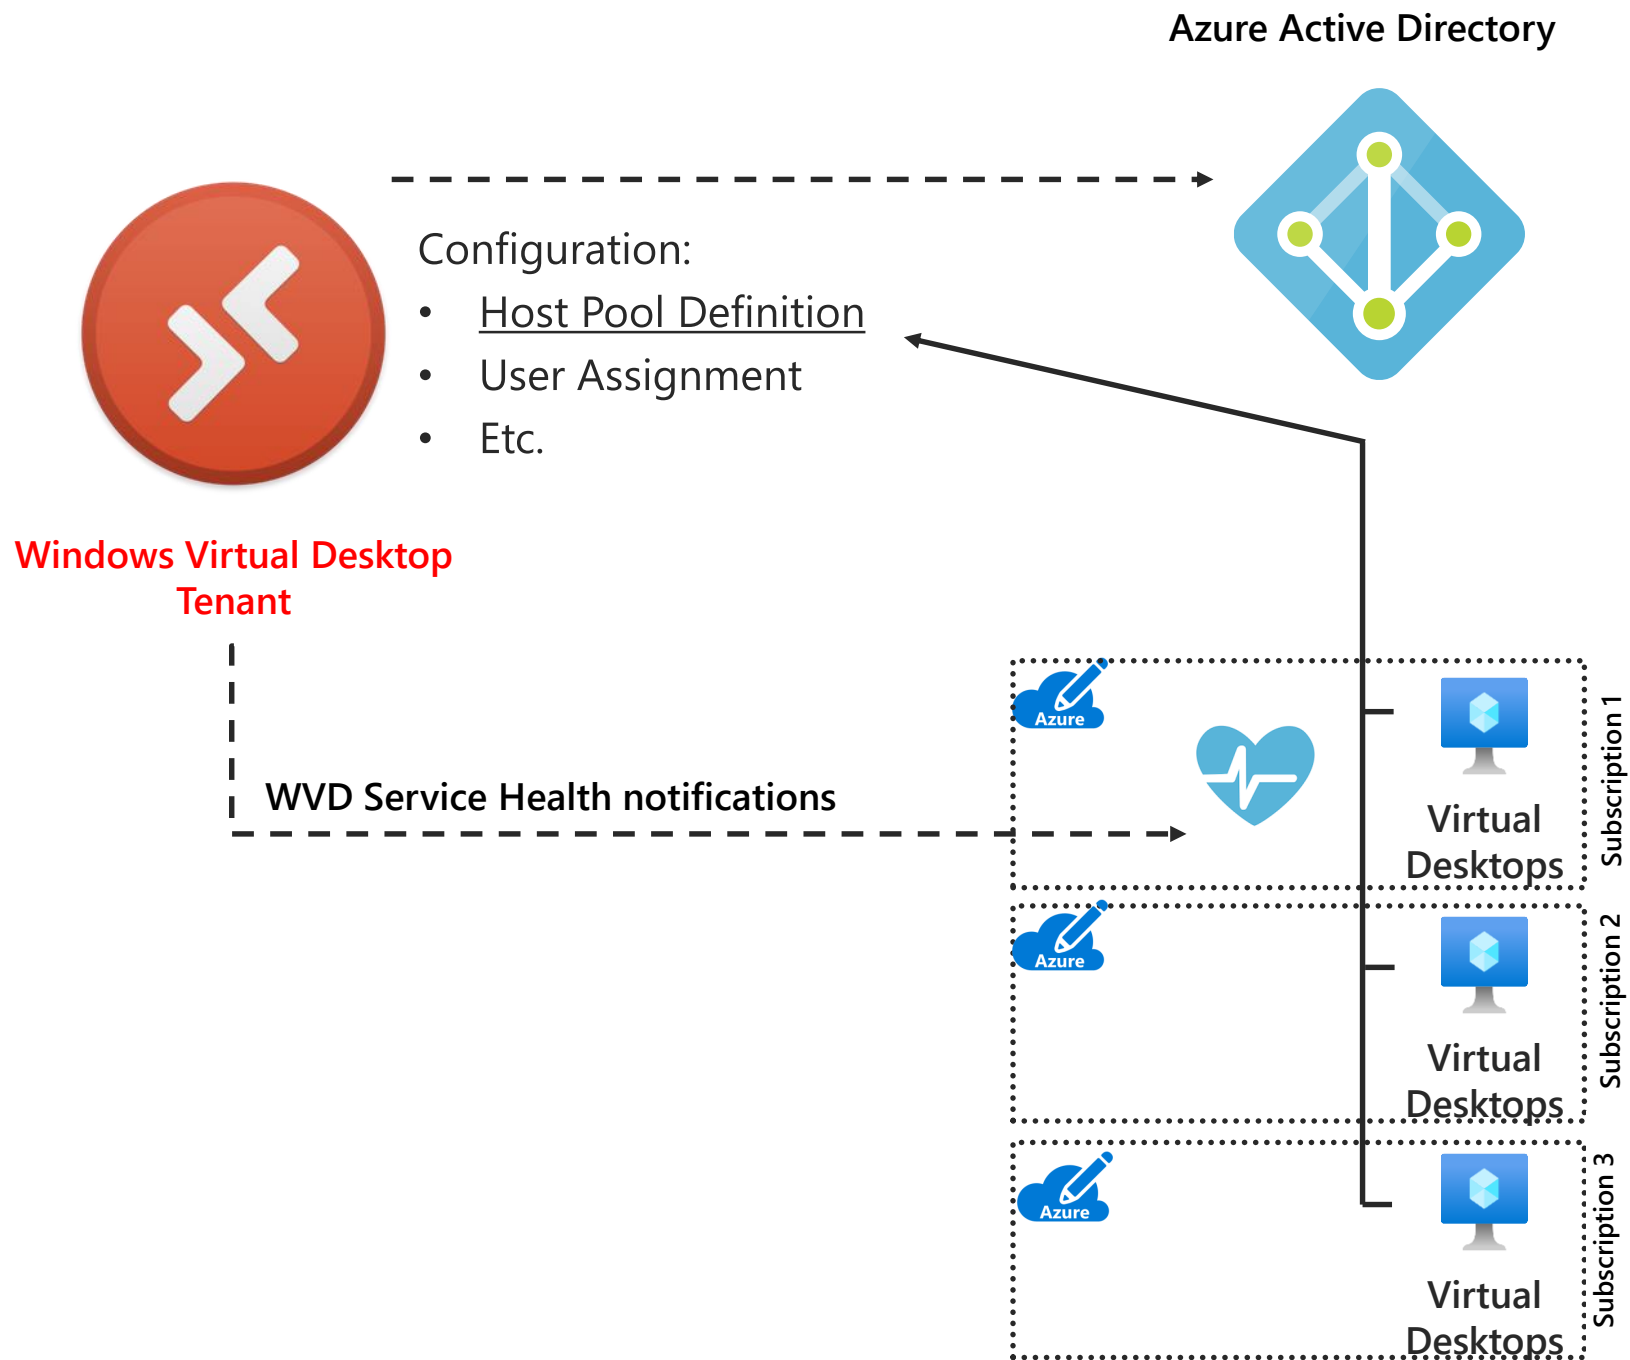 Azure Active Directory
Configuration:
• Host Pool Definition
• User Assignment
• Etc.
Windows Virtual Desktop
Tenant
WVD Service Health notifications
Azure
Virtual
Desktops
Subscription 1
Azure
Virtual
Desktops
Subscription 2
Azure
Virtual
Desktops
Subscription 3